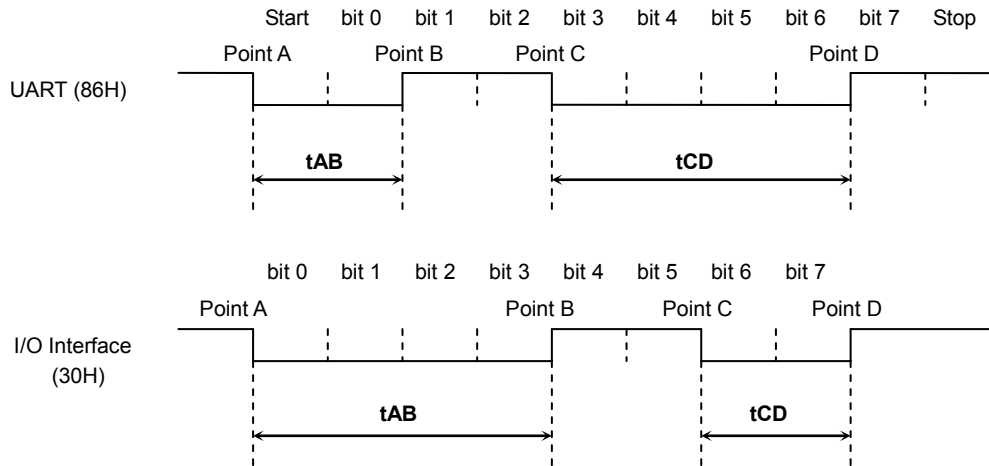 Start bit 0 bit 1 bit 2 bit 3 bit 4 bit 5 bit 6 bit 7 Stop
Point A Point B Point C Point D
UART (86H)
tAB tCD
bit 0 bit 1 bit 2 bit 3 bit 4 bit 5 bit 6 bit 7
Point A Point B Point C Point D
I/O Interface
(30H)
tAB tCD